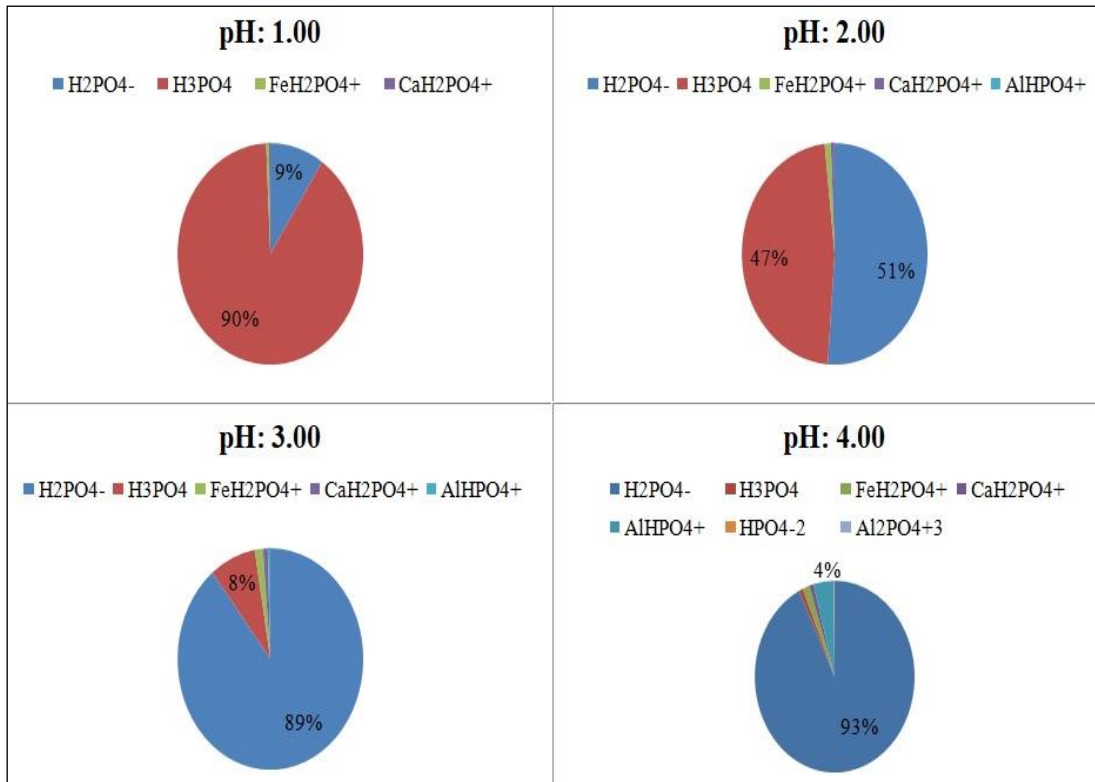 pH: 1.00
H2PO4- H3PO4 FeH2PO4+ CaH2PO4+
9%
90%
pH: 2.00
H2PO4- H3PO4 FeH2PO4+ CaH2PO4+ AlHPO4+
47%
51%
pH: 3.00
H2PO4- H3PO4 FeH2PO4+ CaH2PO4+ AlHPO4+
8%
89%
pH: 4.00
H2PO4- H3PO4 FeH2PO4+ CaH2PO4+
AlHPO4+ HPO4-2 Al2PO4+3
4%
93%